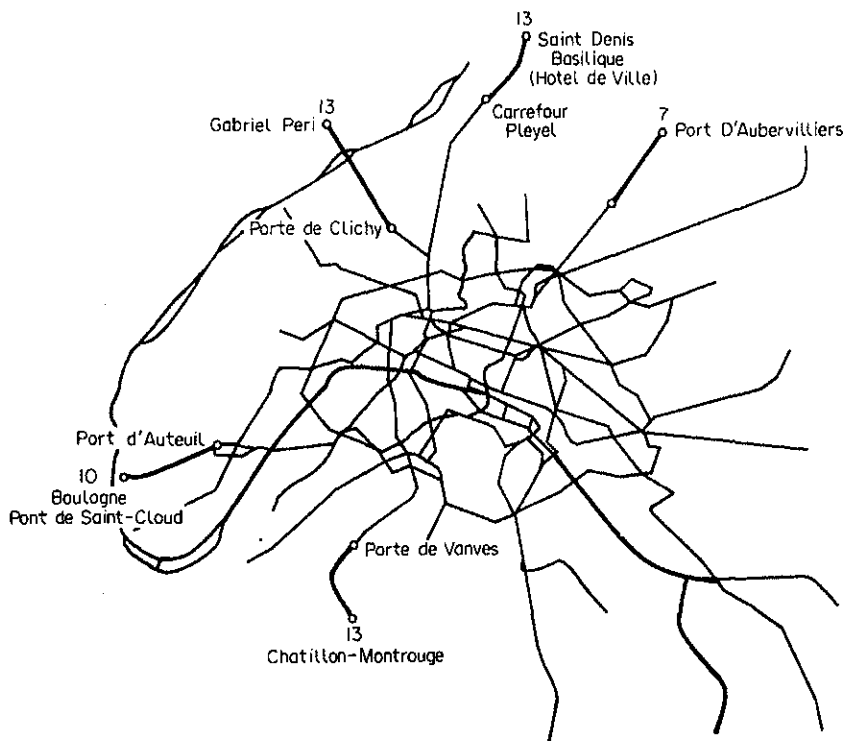 13
Saint Denis
Basilique
(Hotel de Ville)
13
Gabriel Peri
Carrefour
Pleyel
7
Port D'Aubervilliers
Porte de Clichy
Port d'Auteuil
10
Boulogne
Pont de Saint-Cloud
Porte de Vanves
13
Chatillon-Montrouge